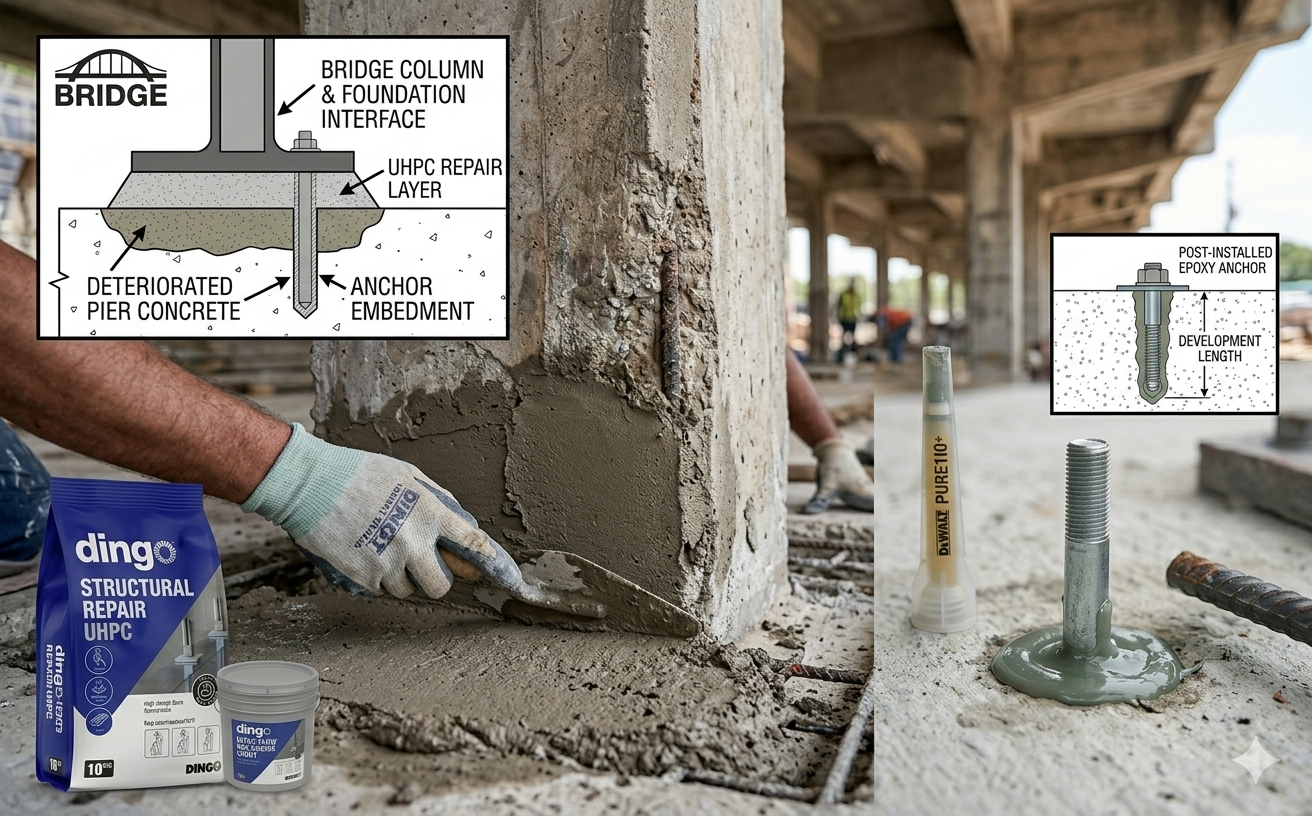 BRIDGE
BRIDGE COLUMN
& FOUNDATION
INTERFACE
UHPC REPAIR
LAYER
DETERIORATED
PIER CONCRETE
ANCHOR
EMBEDMENT
POST-INSTALLED
EPOXY ANCHOR
DEVELOPMENT
LENGTH
DEWALT PURE110+
dingo
STRUCTURAL
REPAIR
UHPC
10
DINGO
dingo